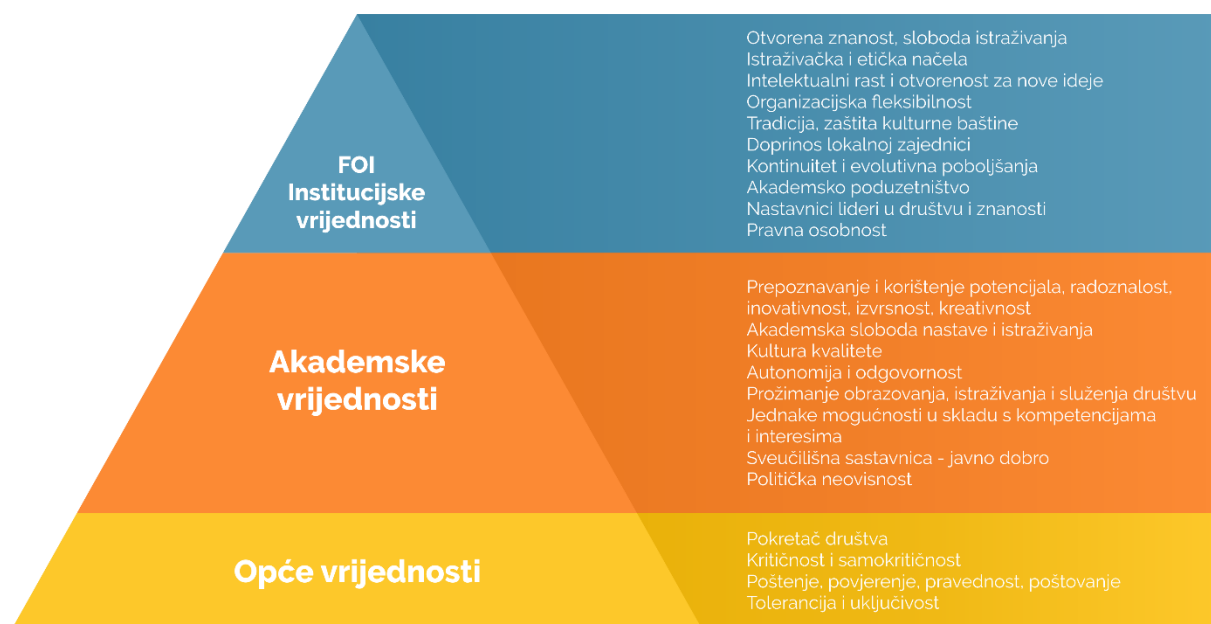 FOI
Institucijske
vrijednosti
Otvorena znanost, sloboda istraživanja
Istraživačka i etička načela
Intelektualni rast i otvorenost za nove ideje
Organizacijska fleksibilnost
Tradicija, zaštita kulturne baštine
Doprinos lokalnoj zajednici
Kontinuitet i evolutivna poboljšanja
Akademsko poduzetništvo
Nastavnici lideri u društvu i znanosti
Pravna osobnost
Akademske
vrijednosti
Prepoznavanje i korištenje potencijala, radoznalost,
inovativnost, izvrsnost, kreativnost
Akademska sloboda nastave i istraživanja
Kultura kvalitete
Autonomija i odgovornost
Prožimanje obrazovanja, istraživanja i služenja društvu
Jednake mogućnosti u skladu s kompetencijama
i interesima
Sveučilišna sastavnica - javno dobro
Politička neovisnost
Opće vrijednosti
Pokretač društva
Kritičnost i samokritičnost
Poštenje, povjerenje, pravednost, poštovanje
Tolerancija i uključivost